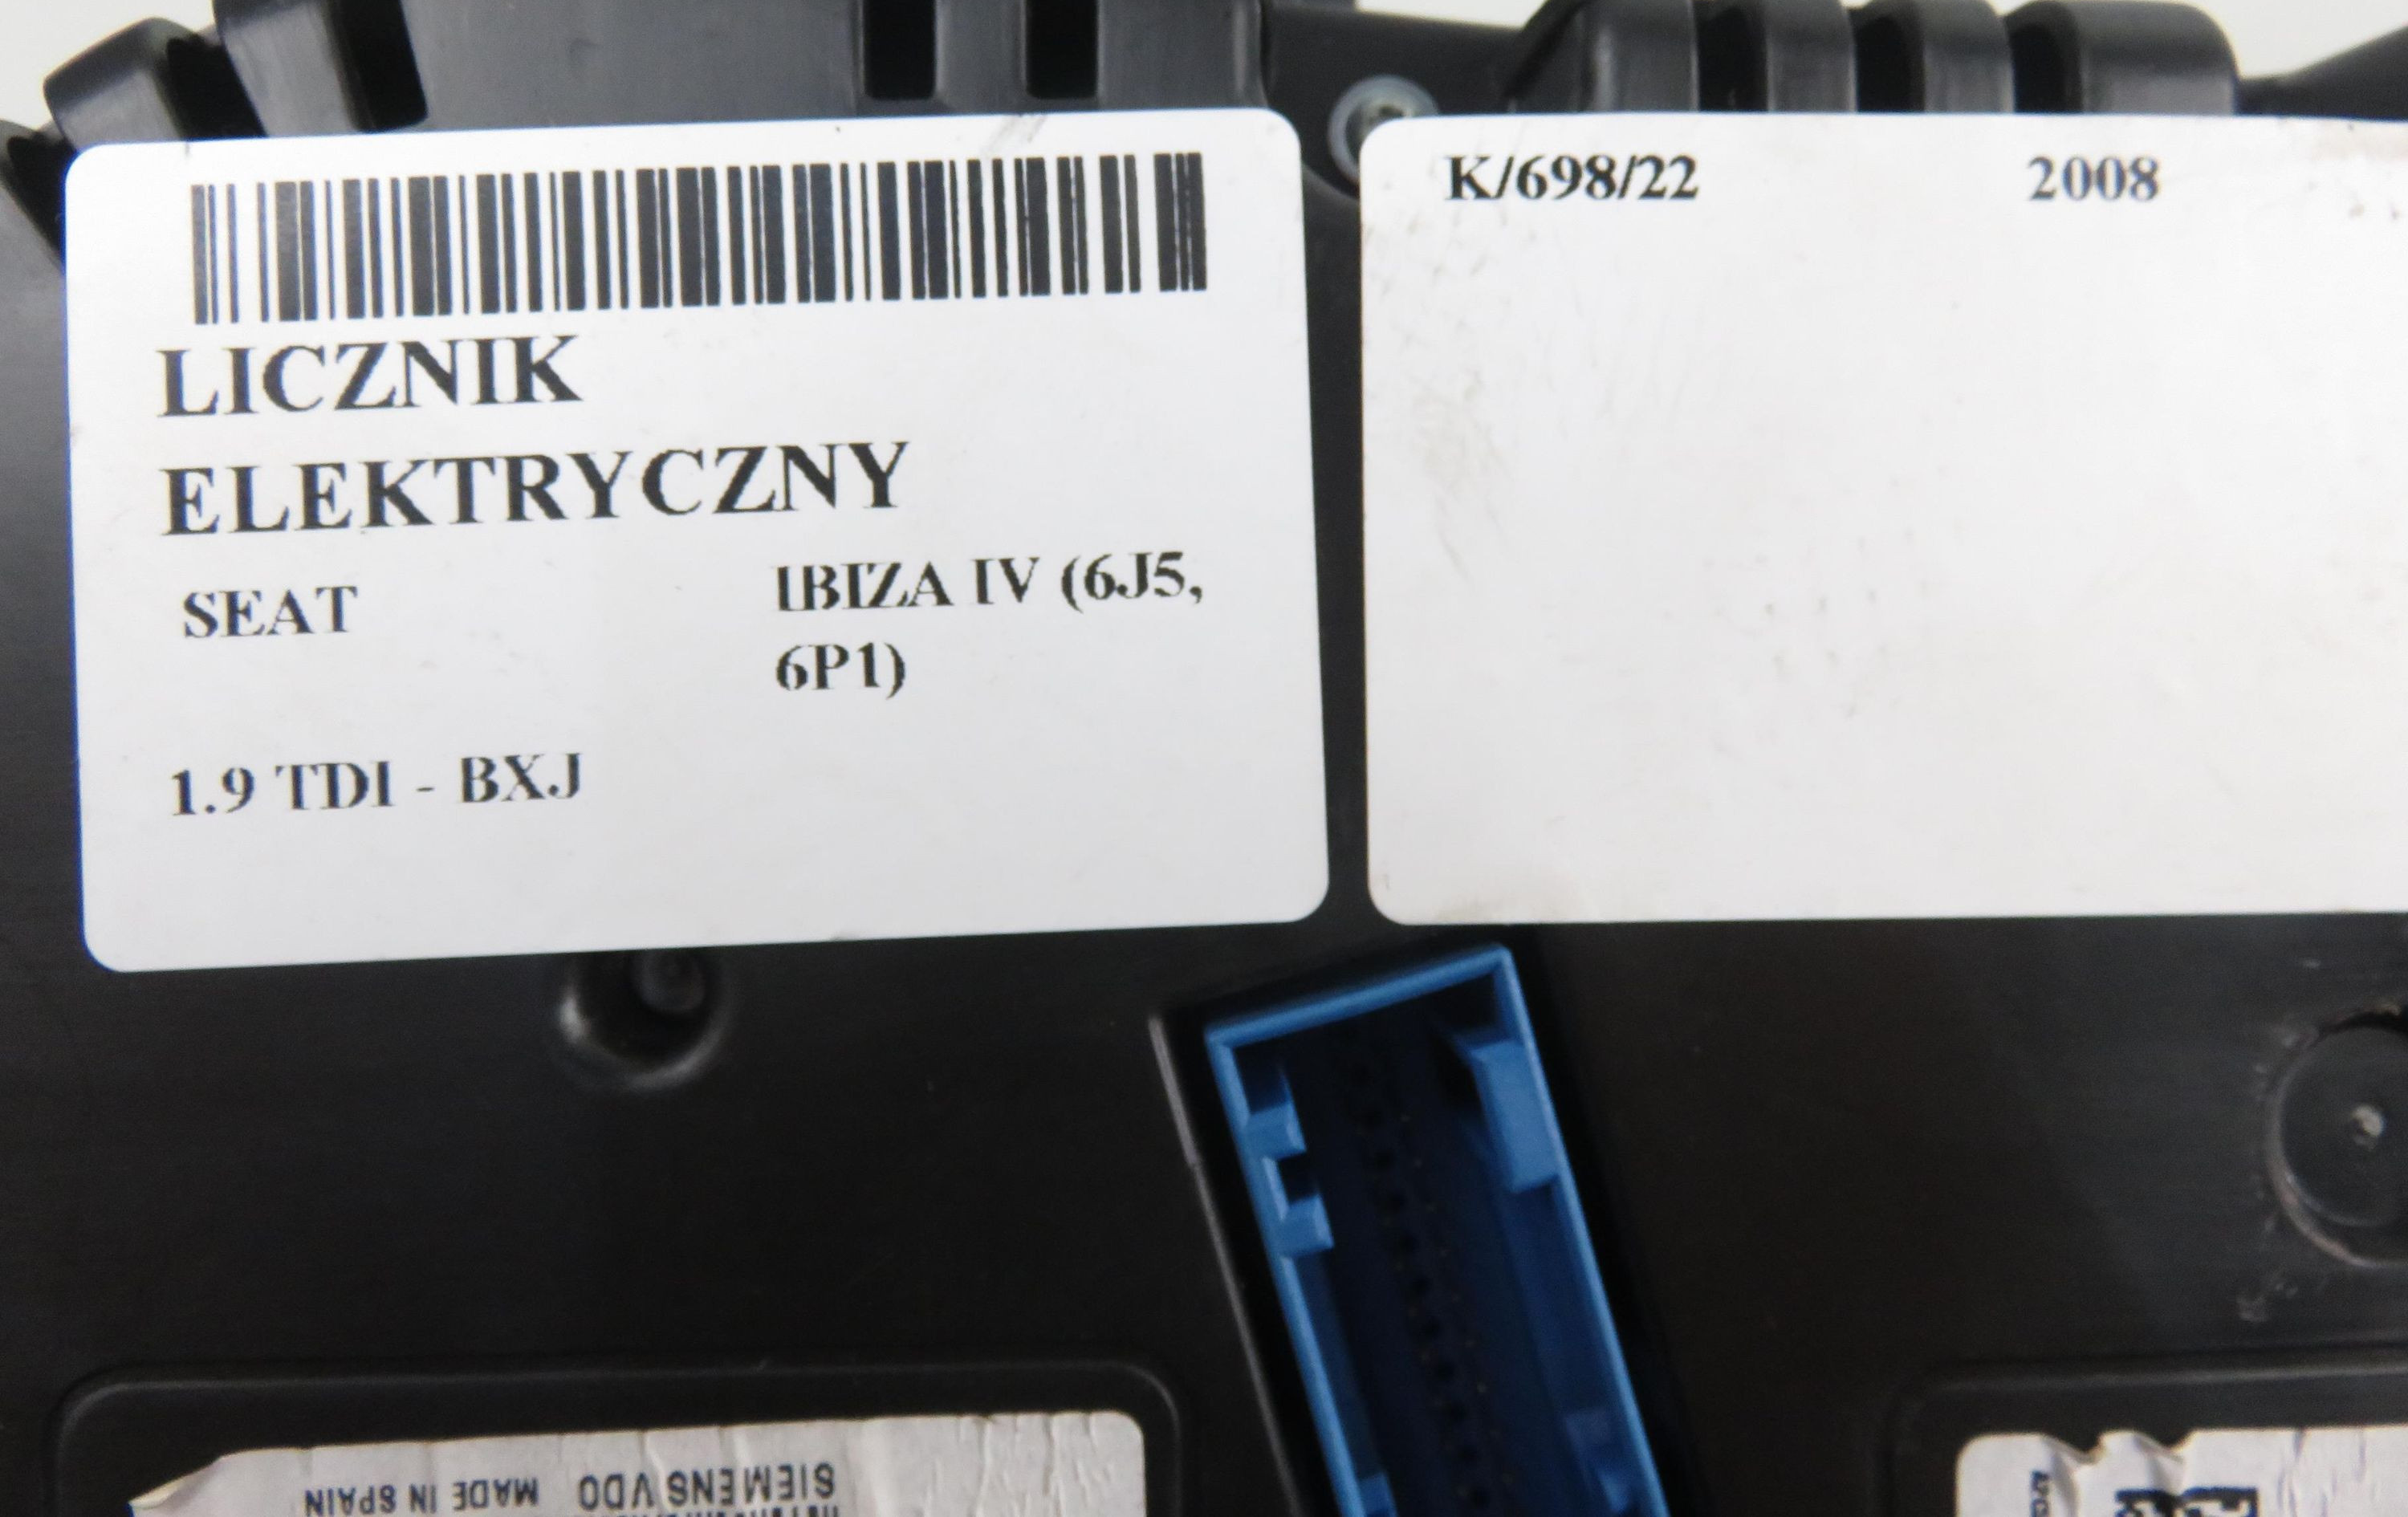 LICZNIK
ELEKTRYCZNY
SEAT
IBIZA IV (6J5,
6P1)
1.9 TDI - BXJ
K/698/22 2008
SIEMENS VDO MADE IN SPAIN